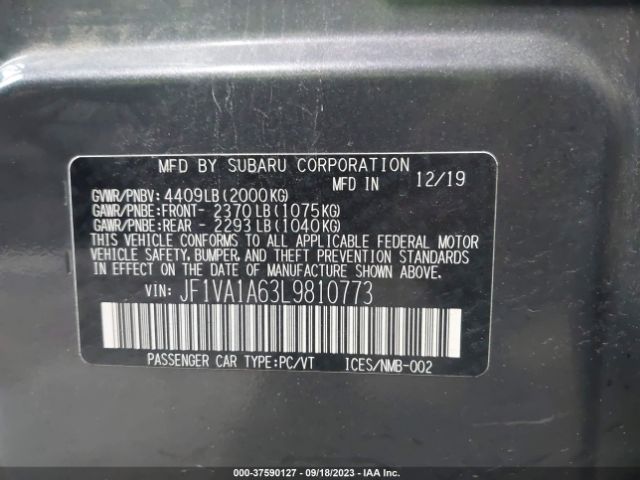 MFD BY SUBARU CORPORATION
MFD IN 12/19
GVWR/PNBV: 4409LB(2000KG)
GAWR/PNBE:FRONT- 2370LB(1075KG)
GAWR/PNBE:REAR - 2293LB(1040KG)
THIS VEHICLE CONFORMS TO ALL APPLICABLE FEDERAL MOTOR
VEHICLE SAFETY, BUMPER, AND THEFT PREVENTION STANDARDS
IN EFFECT ON THE DATE OF MANUFACTURE SHOWN ABOVE.
VIN: JF1VA1A63L9810773
PASSENGER CAR TYPE:PC/VT ICES/NMB-002
000-37590127 - 09/18/2023 - IAA Inc.